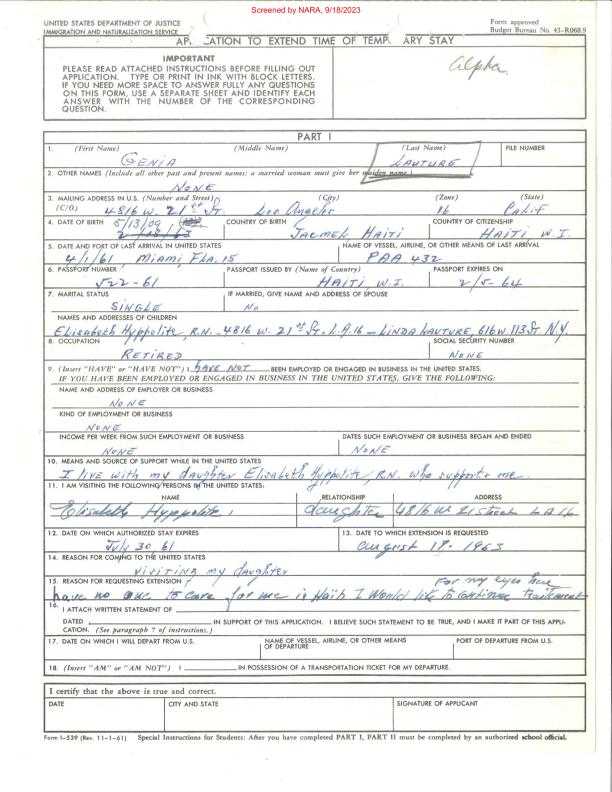 Screened by NARA, 9/18/2023
UNITED STATES DEPARTMENT OF JUSTICE
Form approved
IMMIGRATION AND NATURALIZATION SERVICE
Budget Bureau No. 43-R068.9
AP CATION TO EXTEND TIME OF TEMP ARY STAY
IMPORTANT
PLEASE READ ATTACHED INSTRUCTIONS BEFORE FILLING OUT
APPLICATION. TYPE OR PRINT IN INK WITH BLOCK LETTERS.
IF YOU NEED MORE SPACE TO ANSWER FULLY ANY QUESTIONS
ON THIS FORM, USE A SEPARATE SHEET AND IDENTIFY EACH
ANSWER WITH THE NUMBER OF THE CORRESPONDING
QUESTION.
Alpha
PART I
1. (First Name) (Middle Name) (Last Name) FILE NUMBER
GENIA LAUTURE
2. OTHER NAMES (Include all other past and present names: a married woman must give her maiden name.)
NONE
3. MAILING ADDRESS IN U.S. (Number and Street) (City) (Zone) (State)
(C/O) 4816 W. 21st St. Los Angeles 16 Calif
4. DATE OF BIRTH 5/13/09 COUNTRY OF BIRTH COUNTRY OF CITIZENSHIP
JACMEL HAITI HAITI W.I.
5. DATE AND PORT OF LAST ARRIVAL IN UNITED STATES NAME OF VESSEL, AIRLINE, OR OTHER MEANS OF LAST ARRIVAL
4/1/61 MIAMI FLA. 15 PAA 432
6. PASSPORT NUMBER PASSPORT ISSUED BY (Name of Country) PASSPORT EXPIRES ON
522-61 HAITI, W.I. 2/5-64
7. MARITAL STATUS IF MARRIED, GIVE NAME AND ADDRESS OF SPOUSE
SINGLE No
NAMES AND ADDRESSES OF CHILDREN
Elisabeth Hyppolite, R.N. 4816 W. 21st St. L.A. 16 - LINDA LAUTURE, 616 W. 113 St N.Y.
8. OCCUPATION SOCIAL SECURITY NUMBER
RETIRED NONE
9. (Insert "HAVE" or "HAVE NOT") I HAVE NOT BEEN EMPLOYED OR ENGAGED IN BUSINESS IN THE UNITED STATES.
IF YOU HAVE BEEN EMPLOYED OR ENGAGED IN BUSINESS IN THE UNITED STATES, GIVE THE FOLLOWING:
NAME AND ADDRESS OF EMPLOYER OR BUSINESS
NONE
KIND OF EMPLOYMENT OR BUSINESS
NONE
INCOME PER WEEK FROM SUCH EMPLOYMENT OR BUSINESS DATES SUCH EMPLOYMENT OR BUSINESS BEGAN AND ENDED
NONE NONE
10. MEANS AND SOURCE OF SUPPORT WHILE IN THE UNITED STATES
I live with my daughter Elisabeth Hyppolite, R.N. who supports me.
11. I AM VISITING THE FOLLOWING PERSONS IN THE UNITED STATES:
NAME RELATIONSHIP ADDRESS
Elisabeth Hyppolite daughter 4816 W 21 street L A 16
12. DATE ON WHICH AUTHORIZED STAY EXPIRES 13. DATE TO WHICH EXTENSION IS REQUESTED
July 30 61 August 18. 1963
14. REASON FOR COMING TO THE UNITED STATES
VISITING my daughter
15. REASON FOR REQUESTING EXTENSION For my eyes here
have no one to care for me in Haiti I Would like to continue traitement
16. I ATTACH WRITTEN STATEMENT OF
DATED IN SUPPORT OF THIS APPLICATION. I BELIEVE SUCH STATEMENT TO BE TRUE, AND I MAKE IT PART OF THIS APPLI-
CATION. (See paragraph 7 of instructions.)
17. DATE ON WHICH I WILL DEPART FROM U.S. NAME OF VESSEL, AIRLINE, OR OTHER MEANS OF DEPARTURE PORT OF DEPARTURE FROM U.S.
18. (Insert "AM" or "AM NOT") I IN POSSESSION OF A TRANSPORTATION TICKET FOR MY DEPARTURE.
I certify that the above is true and correct.
DATE CITY AND STATE SIGNATURE OF APPLICANT
Form I-539 (Rev. 11-1-61) Special Instructions for Students: After you have completed PART I, PART II must be completed by an authorized school official.